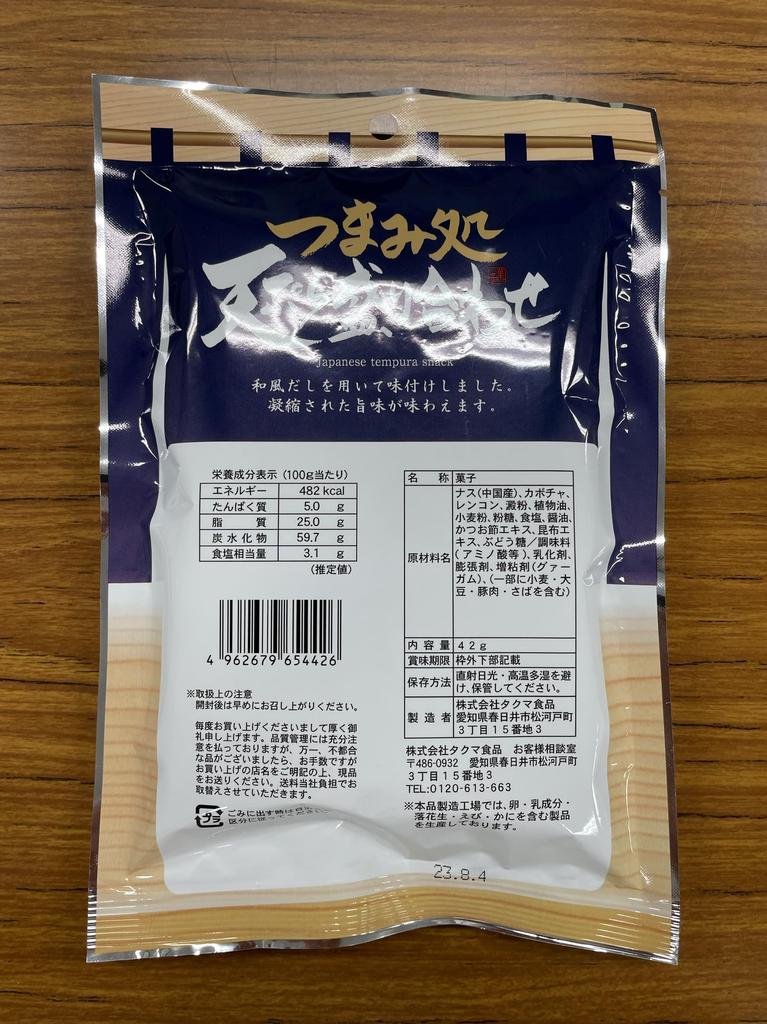 つまみ処
天ぷら盛り合わせ
Japanese tempura snack
和風だしを用いて味付けしました。
凝縮された旨味が味わえます。
栄養成分表示 (100g当たり)
エネルギー 482 kcal
たんぱく質 5.0 g
脂質 25.0 g
炭水化物 59.7 g
食塩相当量 3.1 g
(推定値)
4 962679 654426
※取扱上の注意
開封後は早めにお召し上がりください。
毎度お買い上げくださいまして厚く御
礼申し上げます。品質管理には充分注
意を払っておりますが、万一、不都合
な品がございましたら、お手数ですが
お買い上げの店名をご明記の上、現品
をお送りください。送料当社負担でお
取替えさせていただきます。
プラ
ごみに出す時は
区分に従って
名称 菓子
原材料名
ナス(中国産)、カボチャ、
レンコン、澱粉、植物油、
小麦粉、粉糖、食塩、醤油、
かつお節エキス、昆布エ
キス、ぶどう糖／調味料
(アミノ酸等)、乳化剤、
膨張剤、増粘剤(グァー
ガム)、(一部に小麦・大
豆・豚肉・さばを含む)
内容量 42g
賞味期限 枠外下部記載
保存方法 直射日光・高温多湿を避
け、保管してください。
製造者 株式会社タクマ食品
愛知県春日井市松河戸町
3丁目15番地3
株式会社タクマ食品 お客様相談室
〒486-0932 愛知県春日井市松河戸町
3丁目15番地3
TEL:0120-613-663
※本品製造工場では、卵・乳成分・
落花生・えび・かにを含む製品
を生産しております。
23.8.4